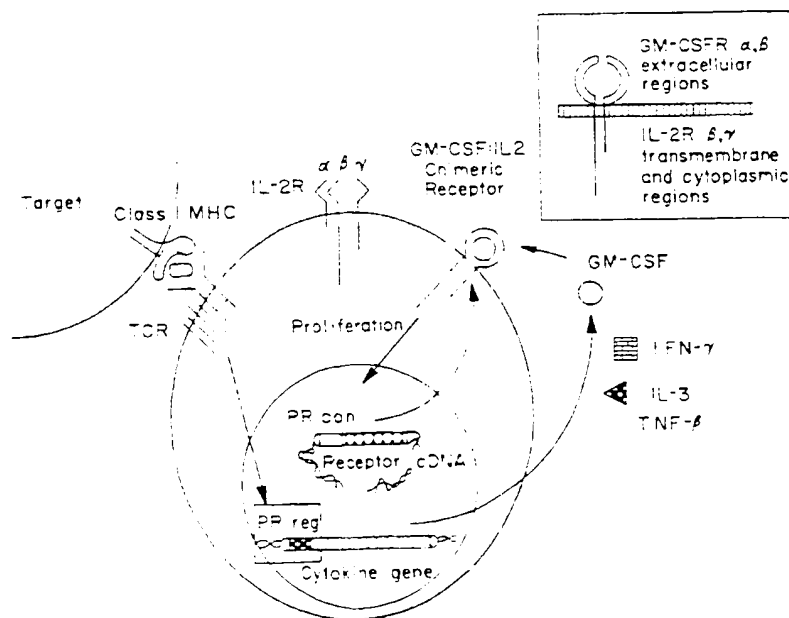 GM-CSFR α,β
extracellular
regions
IL-2R β,γ
transmembrane
and cytoplasmic
regions
GM-CSF:IL2
Chimeric
Receptor
α β γ
IL-2R
Target
Class I MHC
TCR
GM-CSF
Proliferation
IFN-γ
IL-3
TNF-β
PR con
Receptor cDNA
PR reg
Cytokine gene